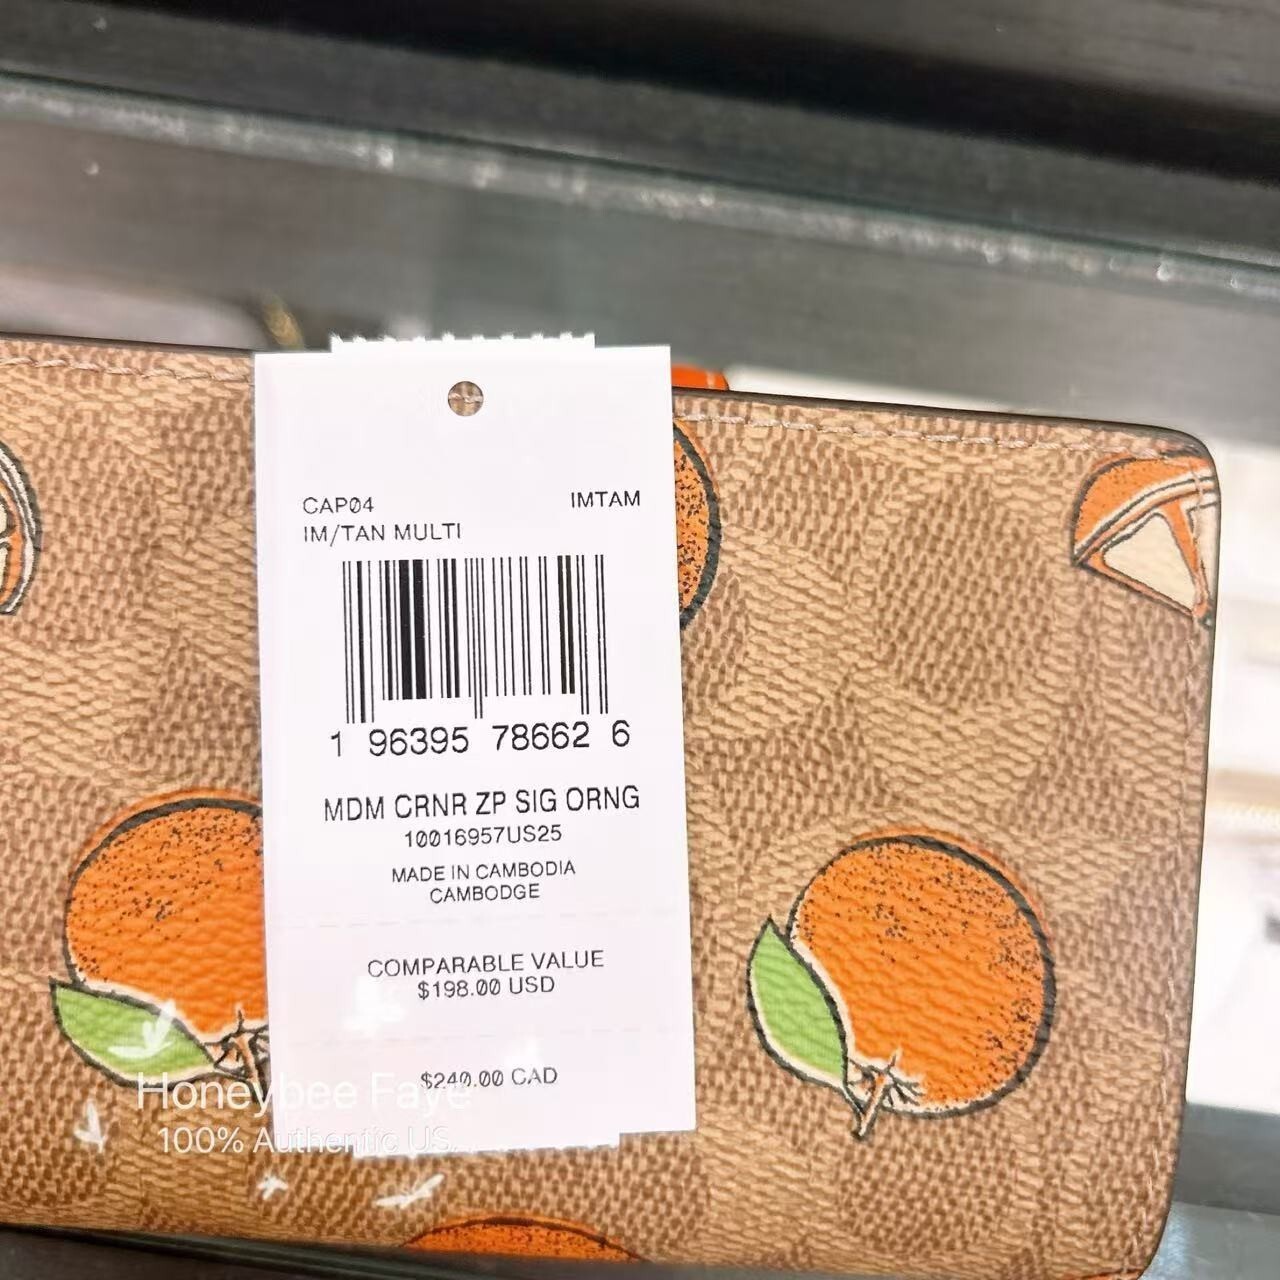 CAP04 IMTAM
IM/TAN MULTI
1 96395 78662 6
MDM CRNR ZP SIG ORNG
10016957US25
MADE IN CAMBODIA
CAMBODGE
COMPARABLE VALUE
$198.00 USD
$240.00 CAD
Honeybee Faye
100% Authentic US